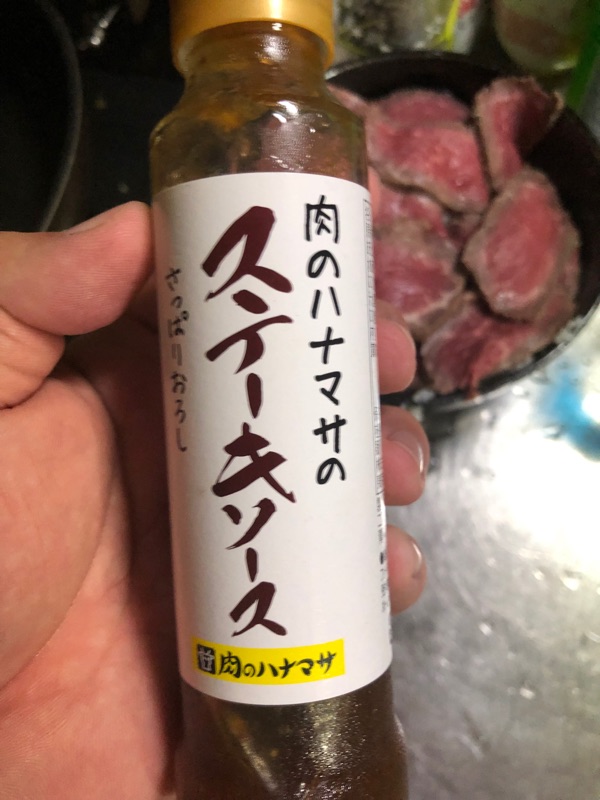 肉のハナマサの
ステーキソース
さっぱりおろし
肉のハナマサ